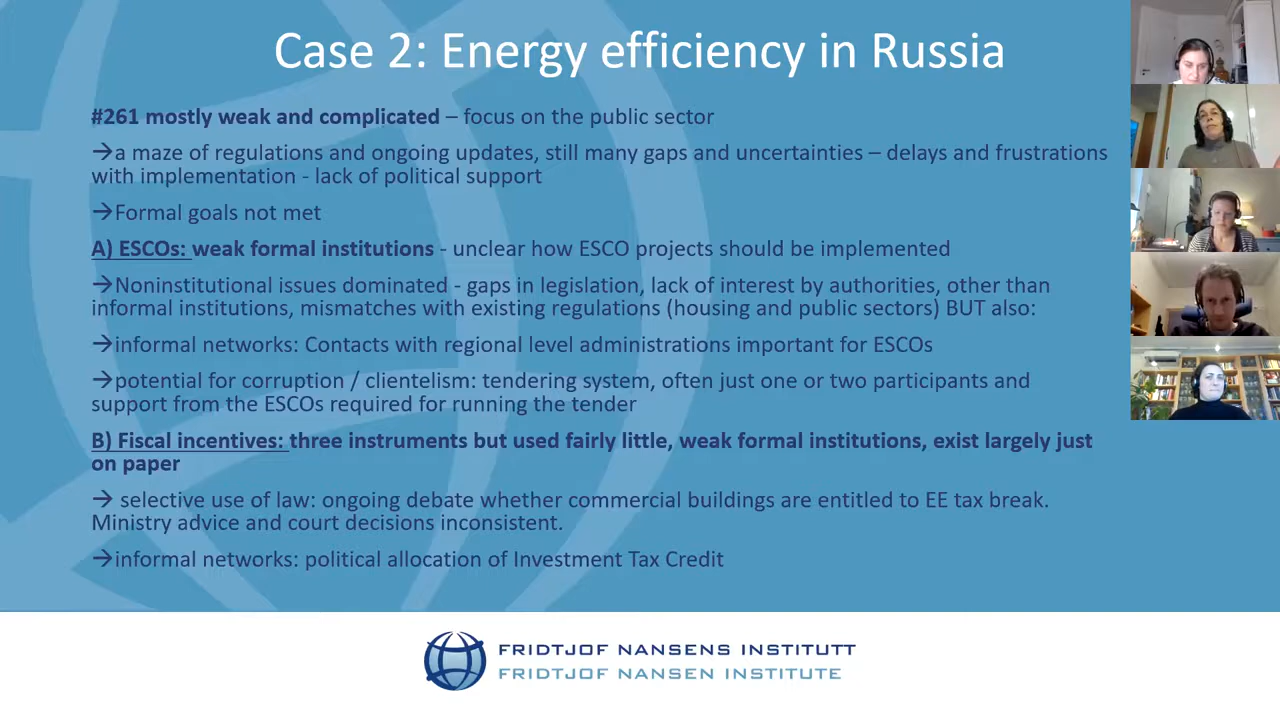 Case 2: Energy efficiency in Russia
#261 mostly weak and complicated – focus on the public sector
→a maze of regulations and ongoing updates, still many gaps and uncertainties – delays and frustrations
with implementation - lack of political support
→Formal goals not met
A) ESCOs: weak formal institutions - unclear how ESCO projects should be implemented
→Noninstitutional issues dominated - gaps in legislation, lack of interest by authorities, other than
informal institutions, mismatches with existing regulations (housing and public sectors) BUT also:
→informal networks: Contacts with regional level administrations important for ESCOs
→potential for corruption / clientelism: tendering system, often just one or two participants and
support from the ESCOs required for running the tender
B) Fiscal incentives: three instruments but used fairly little, weak formal institutions, exist largely just
on paper
→ selective use of law: ongoing debate whether commercial buildings are entitled to EE tax break.
Ministry advice and court decisions inconsistent.
→informal networks: political allocation of Investment Tax Credit
FRIDTJOF NANSENS INSTITUTT
FRIDTJOF NANSEN INSTITUTE